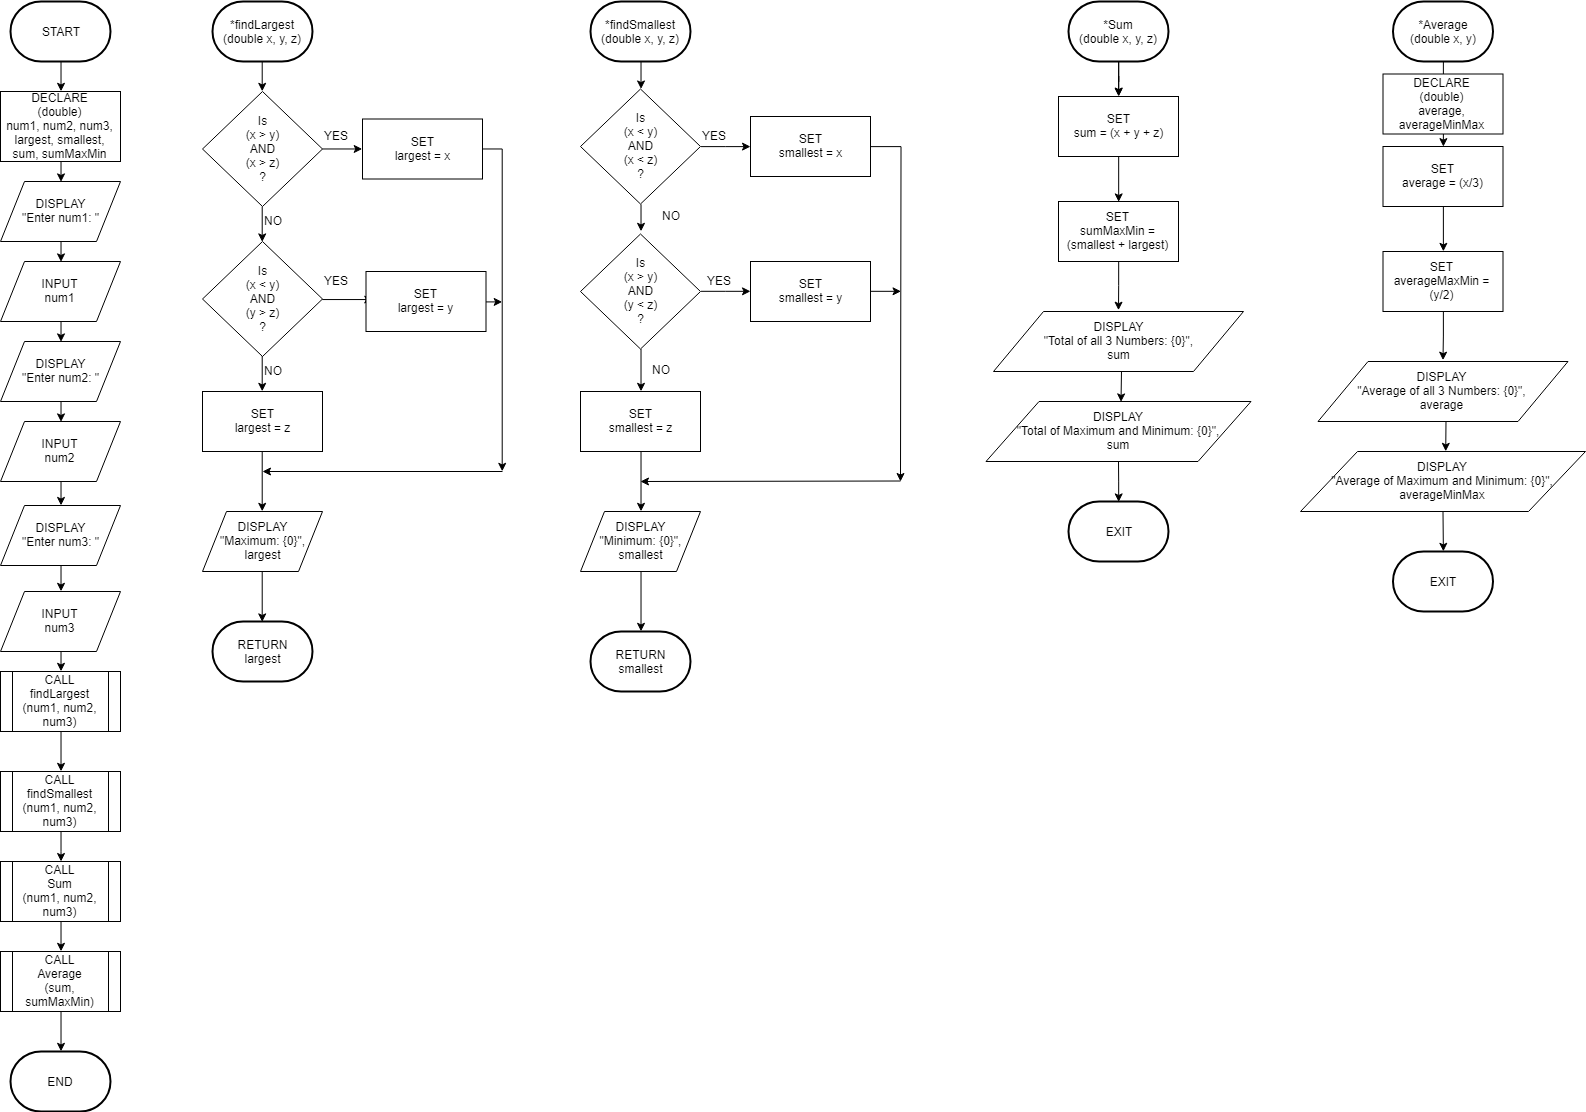 START
DECLARE
(double)
num1, num2, num3,
largest, smallest,
sum, sumMaxMin
DISPLAY
"Enter num1: "
INPUT
num1
DISPLAY
"Enter num2: "
INPUT
num2
DISPLAY
"Enter num3: "
INPUT
num3
CALL
findLargest
(num1, num2,
num3)
CALL
findSmallest
(num1, num2,
num3)
CALL
Sum
(num1, num2,
num3)
CALL
Average
(sum,
sumMaxMin)
END
*findLargest
(double x, y, z)
Is
(x > y)
AND
(x > z)
?
YES
SET
largest = x
NO
Is
(x < y)
AND
(y > z)
?
YES
SET
largest = y
NO
SET
largest = z
DISPLAY
"Maximum: {0}",
largest
RETURN
largest
*findSmallest
(double x, y, z)
Is
(x < y)
AND
(x < z)
?
YES
SET
smallest = x
NO
Is
(x > y)
AND
(y < z)
?
YES
SET
smallest = y
NO
SET
smallest = z
DISPLAY
"Minimum: {0}",
smallest
RETURN
smallest
*Sum
(double x, y, z)
SET
sum = (x + y + z)
SET
sumMaxMin =
(smallest + largest)
DISPLAY
"Total of all 3 Numbers: {0}",
sum
DISPLAY
"Total of Maximum and Minimum: {0}",
sum
EXIT
*Average
(double x, y)
DECLARE
(double)
average,
averageMinMax
SET
average = (x/3)
SET
averageMaxMin =
(y/2)
DISPLAY
"Average of all 3 Numbers: {0}",
average
DISPLAY
"Average of Maximum and Minimum: {0}",
averageMinMax
EXIT